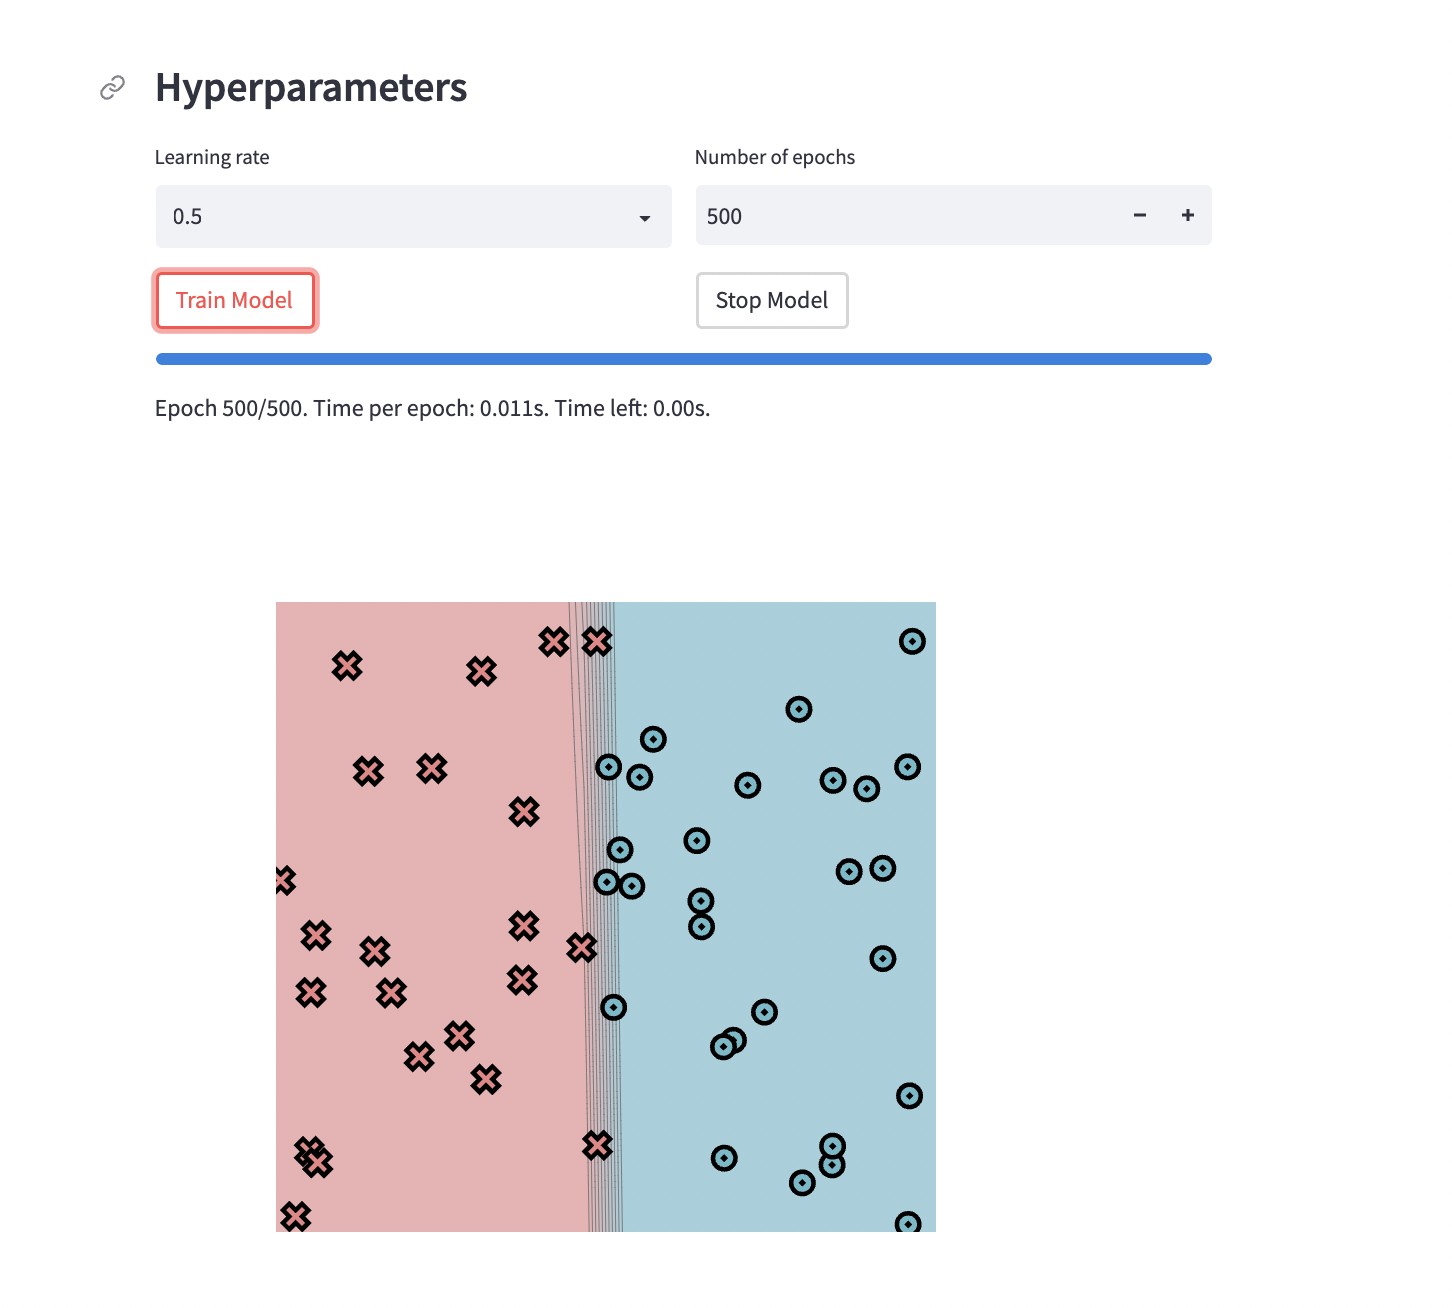 Hyperparameters
Learning rate
Number of epochs
0.5
500
Train Model
Stop Model
Epoch 500/500. Time per epoch: 0.011s. Time left: 0.00s.